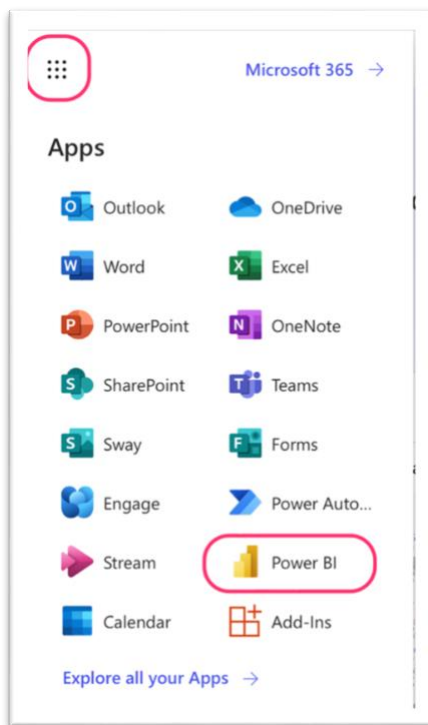 Microsoft 365 →
Apps
Outlook OneDrive
Word Excel
PowerPoint OneNote
SharePoint Teams
Sway Forms
Engage Power Auto...
Stream Power BI
Calendar Add-Ins
Explore all your Apps →